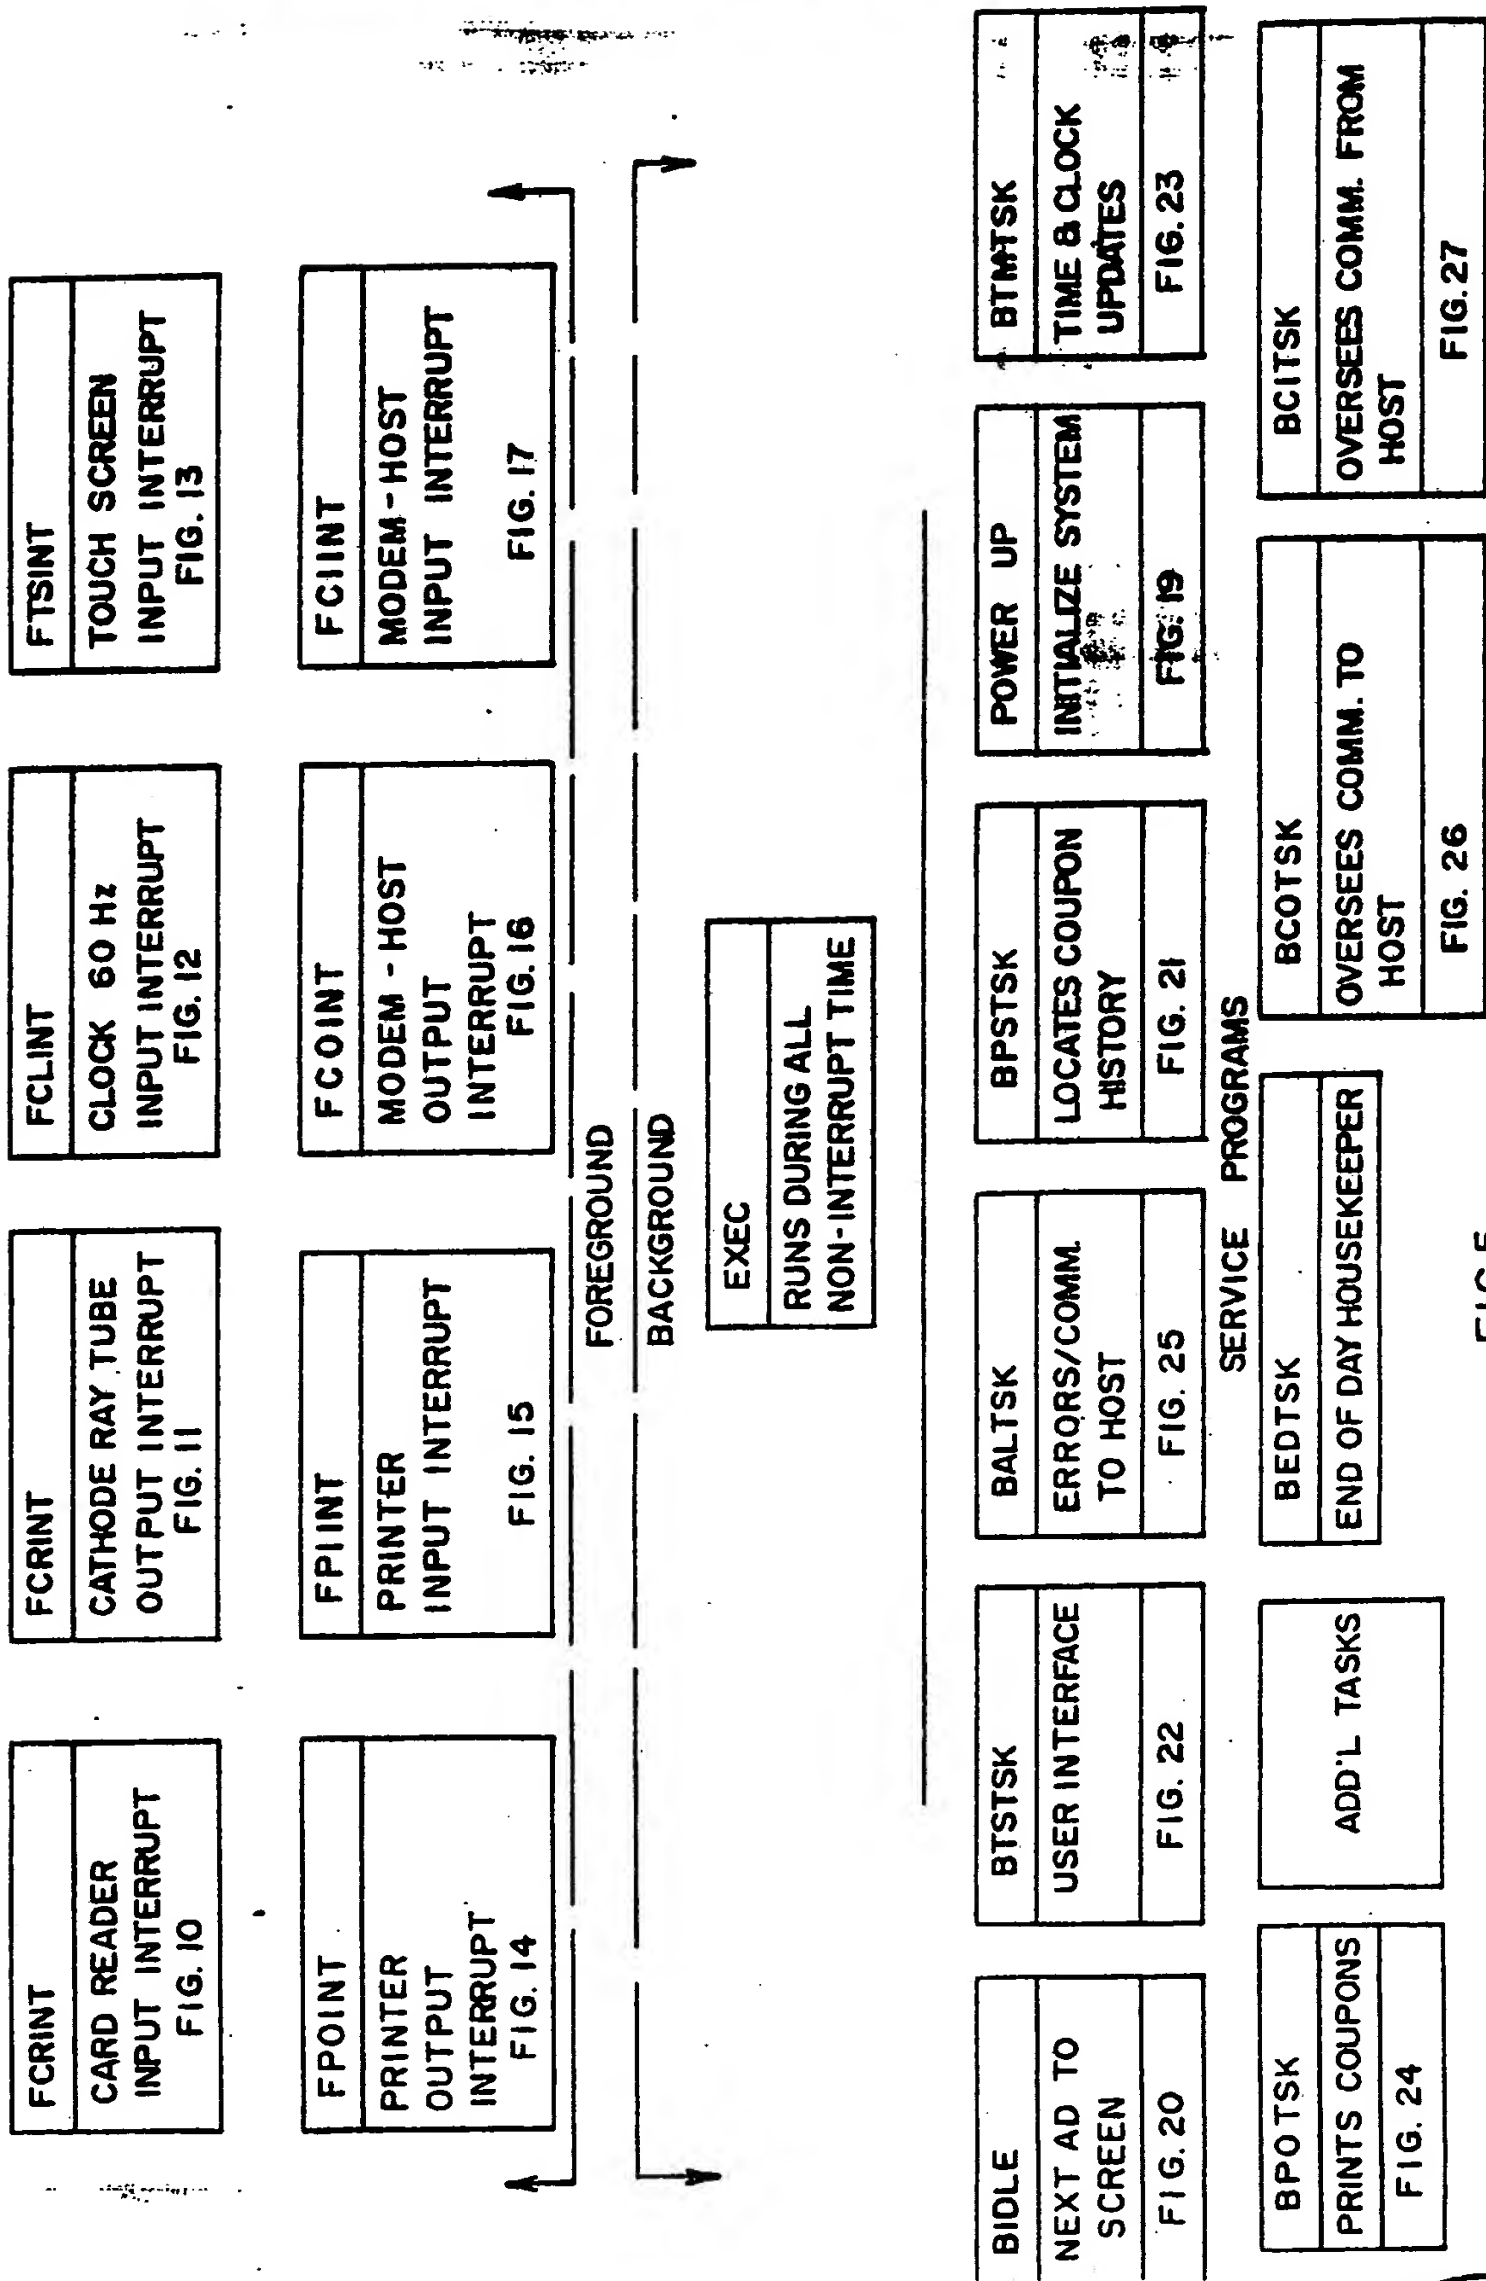 FCRINT
CARD READER
INPUT INTERRUPT
FIG. 10
FCRINT
CATHODE RAY TUBE
OUTPUT INTERRUPT
FIG. 11
FCLINT
CLOCK 60 Hz
INPUT INTERRUPT
FIG. 12
FTSINT
TOUCH SCREEN
INPUT INTERRUPT
FIG. 13
FPOINT
PRINTER
OUTPUT
INTERRUPT
FIG. 14
FPIINT
PRINTER
INPUT INTERRUPT
FIG. 15
FCOINT
MODEM - HOST
OUTPUT
INTERRUPT
FIG. 16
FCIINT
MODEM - HOST
INPUT INTERRUPT
FIG. 17
FOREGROUND
BACKGROUND
EXEC
RUNS DURING ALL
NON-INTERRUPT TIME
BIDLE
NEXT AD TO
SCREEN
FIG. 20
BTSTSK
USER INTERFACE
FIG. 22
BALTSK
ERRORS/COMM.
TO HOST
FIG. 25
BPSTSK
LOCATES COUPON
HISTORY
FIG. 21
POWER UP
INITIALIZE SYSTEM
FIG. 19
BTMTSK
TIME & CLOCK
UPDATES
FIG. 23
SERVICE PROGRAMS
BPOTSK
PRINTS COUPONS
FIG. 24
ADD'L TASKS
BEDTSK
END OF DAY HOUSEKEEPER
BCOTSK
OVERSEES COMM. TO
HOST
FIG. 26
BCITSK
OVERSEES COMM. FROM
HOST
FIG. 27